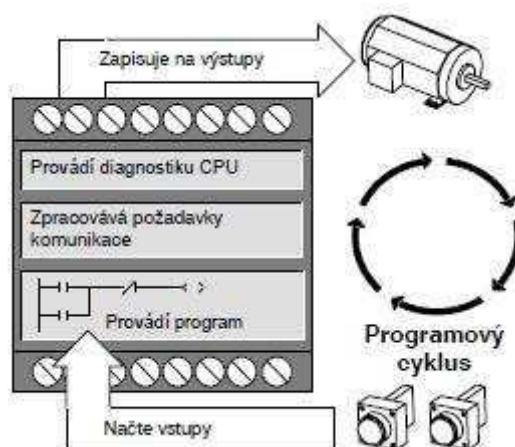 Zapisuje na výstupy
Provádí diagnostiku CPU
Zpracovává požadavky
komunikace
Provádí program
Programový
cyklus
Načte vstupy